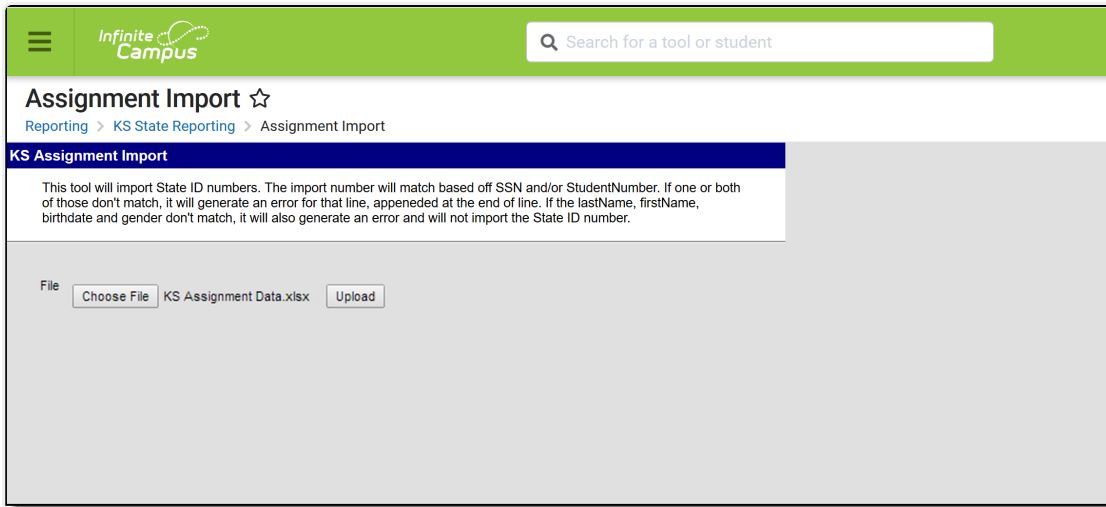 Infinite
Campus
Search for a tool or student
Assignment Import
Reporting > KS State Reporting > Assignment Import
KS Assignment Import
This tool will import State ID numbers. The import number will match based off SSN and/or StudentNumber. If one or both
of those don't match, it will generate an error for that line, appeneded at the end of line. If the lastName, firstName,
birthdate and gender don't match, it will also generate an error and will not import the State ID number.
File
Choose File KS Assignment Data.xlsx Upload